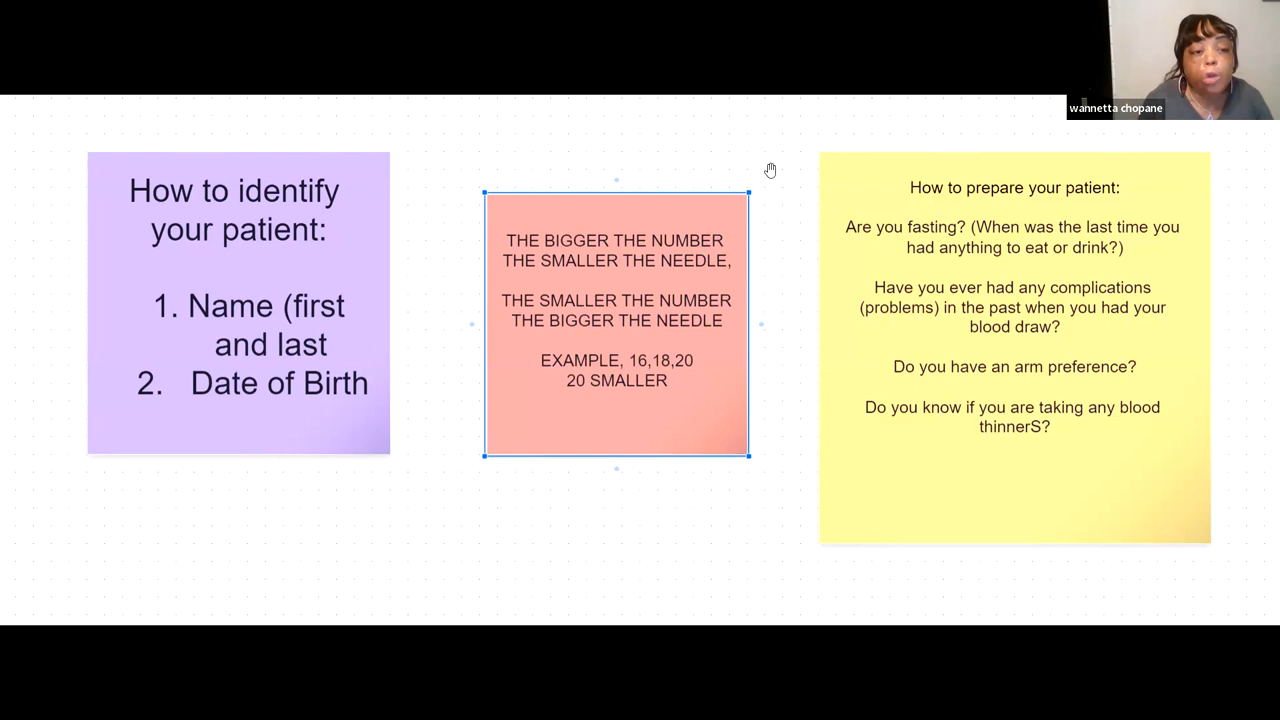 wannetta chopane
How to identify
your patient:
1. Name (first
and last
2. Date of Birth
THE BIGGER THE NUMBER
THE SMALLER THE NEEDLE,
THE SMALLER THE NUMBER
THE BIGGER THE NEEDLE
EXAMPLE, 16,18,20
20 SMALLER
How to prepare your patient:
Are you fasting? (When was the last time you
had anything to eat or drink?)
Have you ever had any complications
(problems) in the past when you had your
blood draw?
Do you have an arm preference?
Do you know if you are taking any blood
thinnerS?